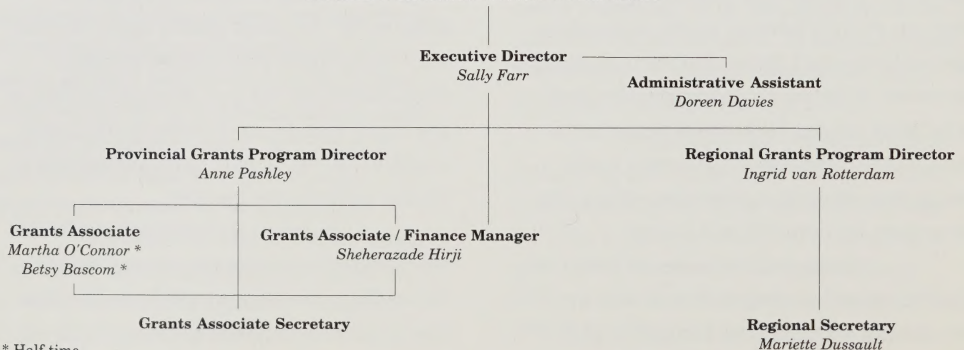 Executive Director
Sally Farr
Administrative Assistant
Doreen Davies
Provincial Grants Program Director
Anne Pashley
Regional Grants Program Director
Ingrid van Rotterdam
Grants Associate
Martha O'Connor *
Betsy Bascom *
Grants Associate / Finance Manager
Sheherazade Hirji
Grants Associate Secretary
Regional Secretary
Mariette Dussault
* Half time